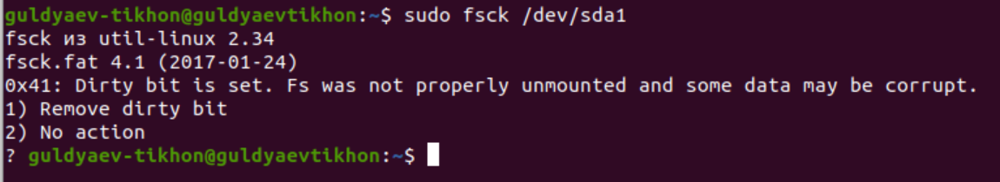 guldyaev-tikhon@guldyaevtikhon:~$ sudo fsck /dev/sda1
fsck из util-linux 2.34
fsck.fat 4.1 (2017-01-24)
0x41: Dirty bit is set. Fs was not properly unmounted and some data may be corrupt.
1) Remove dirty bit
2) No action
? guldyaev-tikhon@guldyaevtikhon:~$